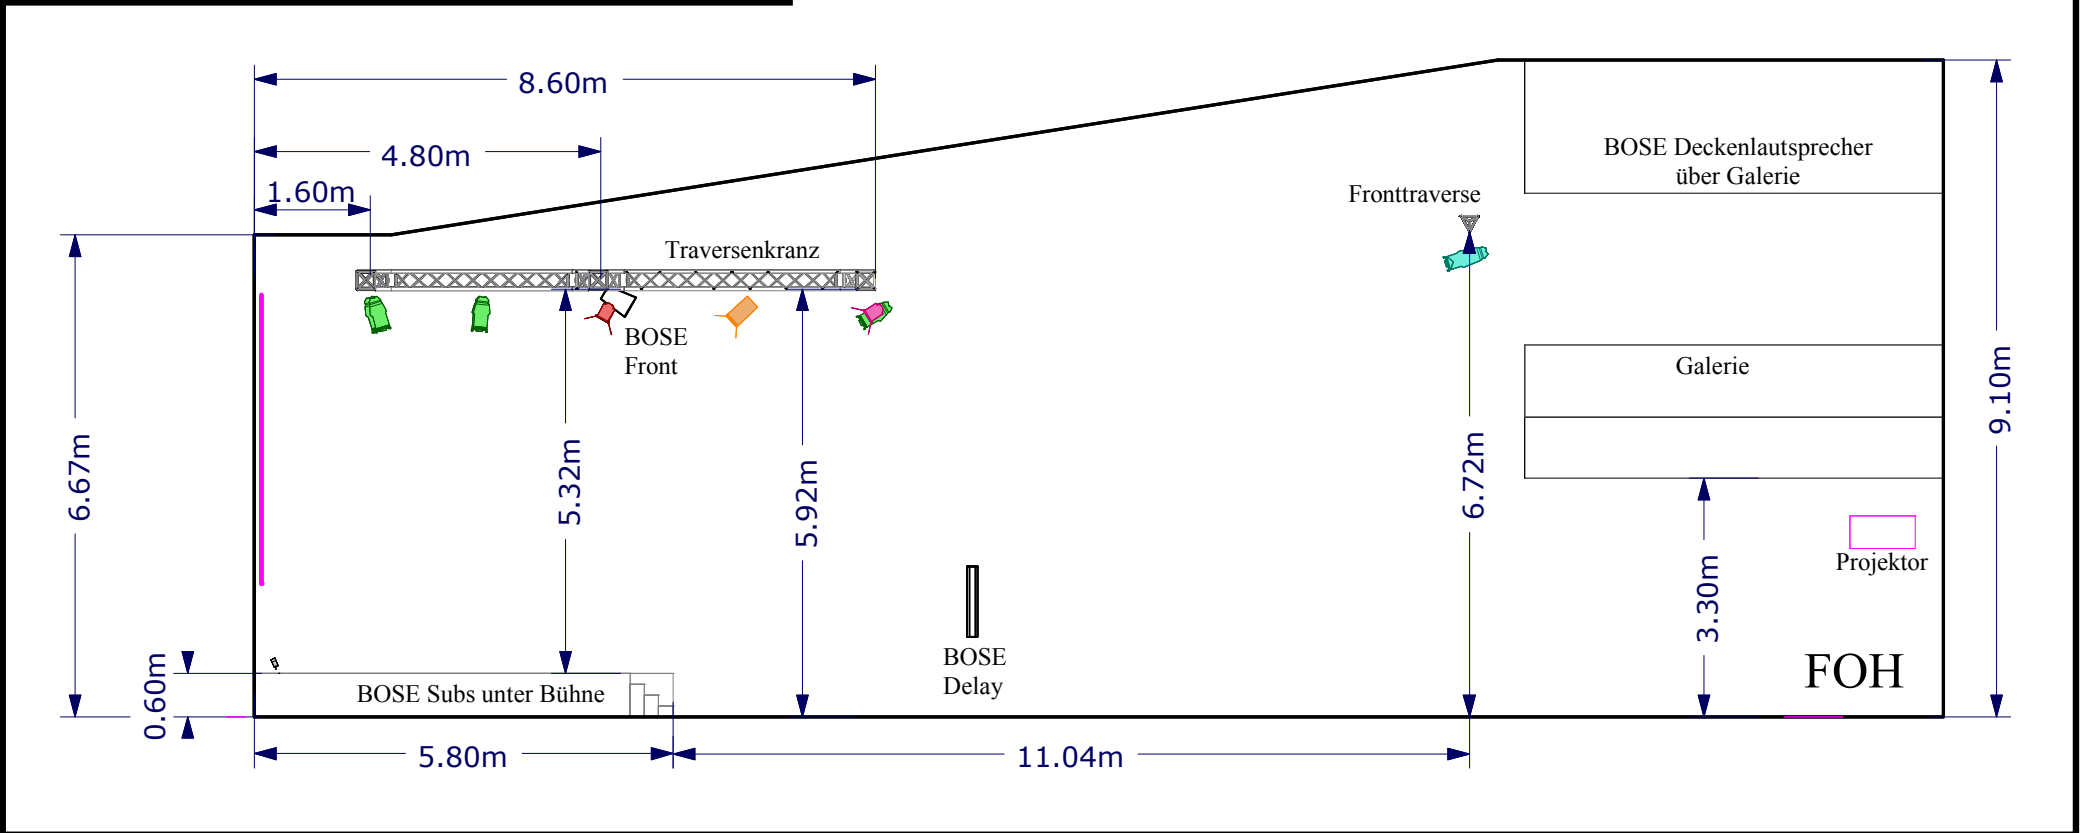 8.60m
4.80m
1.60m
BOSE Deckenlautsprecher
über Galerie
Fronttraverse
Traversenkranz
BOSE
Front
Galerie
6.67m
5.32m
5.92m
6.72m
9.10m
3.30m
Projektor
BOSE
Delay
FOH
0.60m
BOSE Subs unter Bühne
5.80m
11.04m